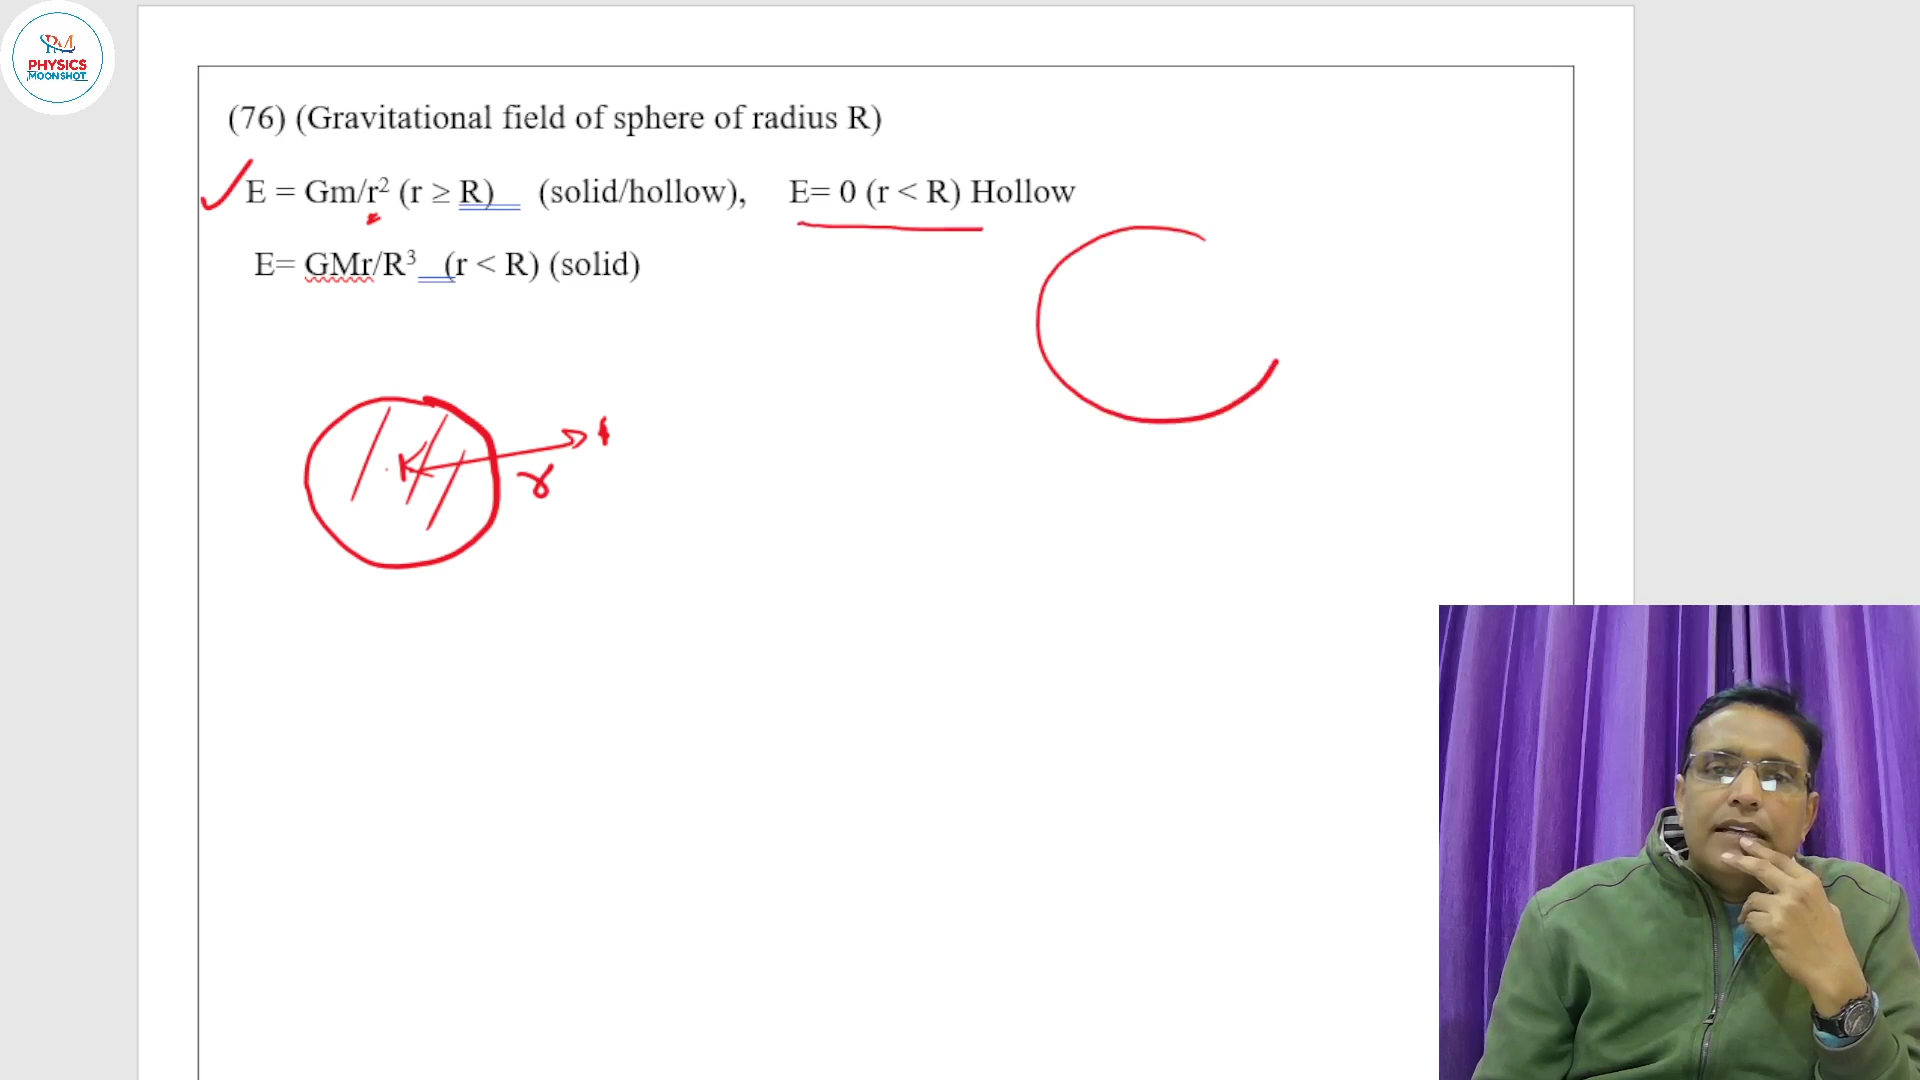 PHYSICS
MOONSHOT
(76) (Gravitational field of sphere of radius R)
E = Gm/r² (r ≥ R) (solid/hollow), E= 0 (r < R) Hollow
E= GMr/R³ (r < R) (solid)
r